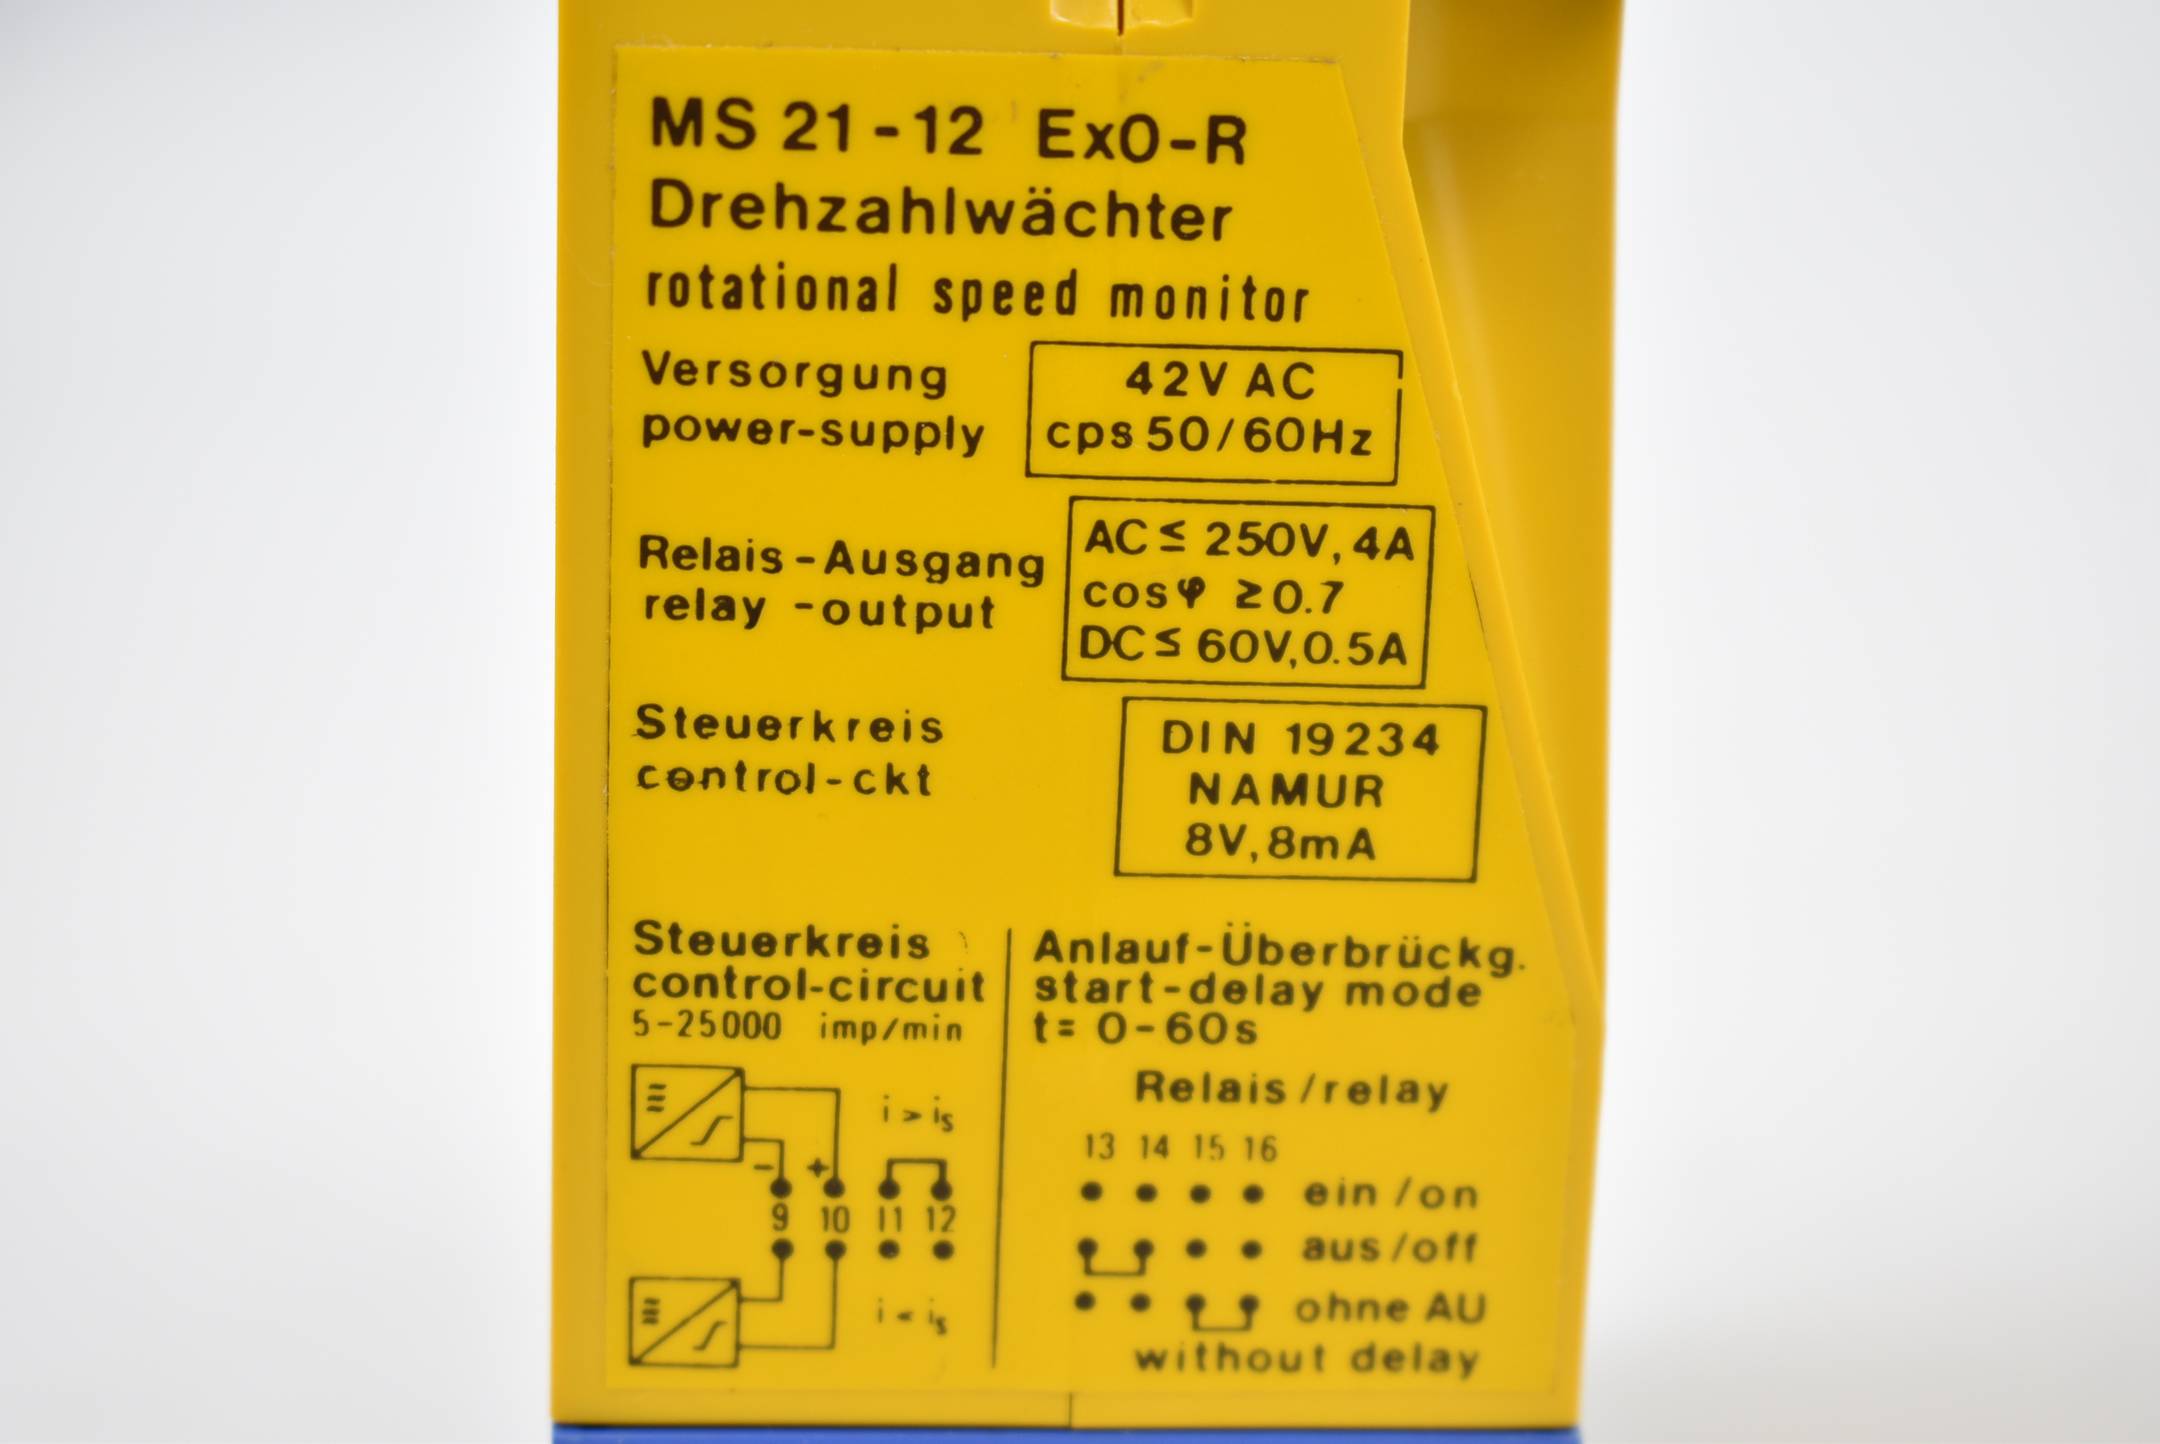 MS 21-12 Ex0-R
Drehzahlwächter
rotational speed monitor
Versorgung
power-supply
42V AC
cps 50/60Hz
Relais-Ausgang
relay -output
AC ≤ 250V, 4A
cos φ ≥ 0.7
DC ≤ 60V, 0.5A
Steuerkreis
control-ckt
DIN 19234
NAMUR
8V, 8mA
Steuerkreis
control-circuit
5-25000 imp/min
i > is
- +
9 10 11 12
i < is
Anlauf-Überbrückg.
start-delay mode
t= 0-60s
Relais/relay
13 14 15 16
ein/on
aus/off
ohne AU
without delay